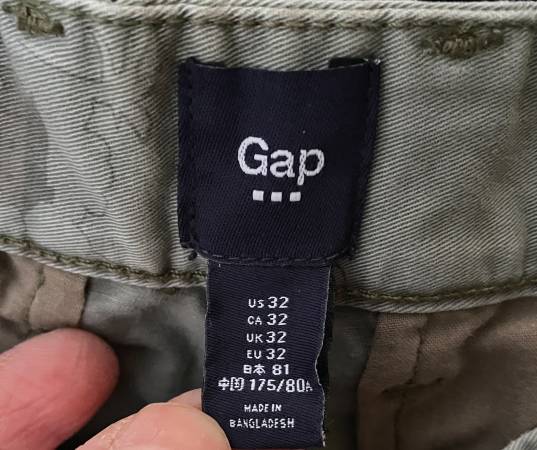 Gap
US 32
CA 32
UK 32
EU 32
日本 81
中国 175/80A
MADE IN
BANGLADESH